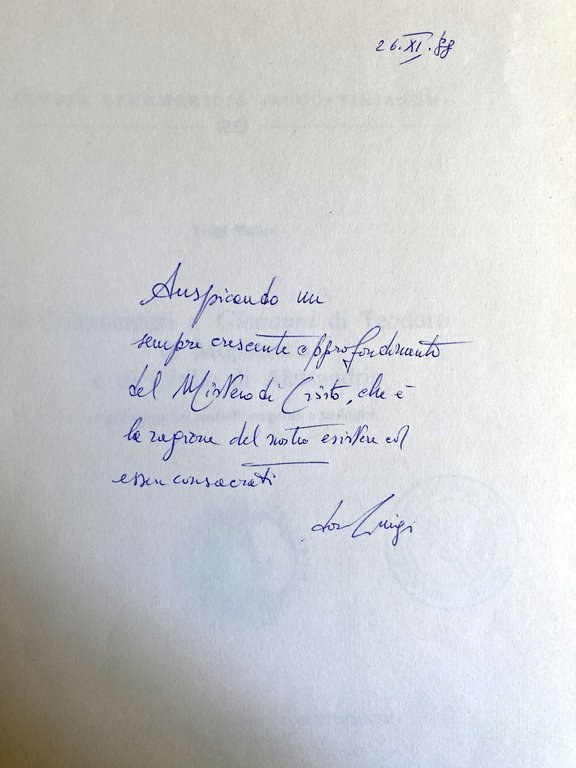 26.XI.88
Auspicando un
sempre crescente approfondimento
del Mistero di Cristo, che è
la ragione del nostro esistere ed
esser consacrati
don Luigi